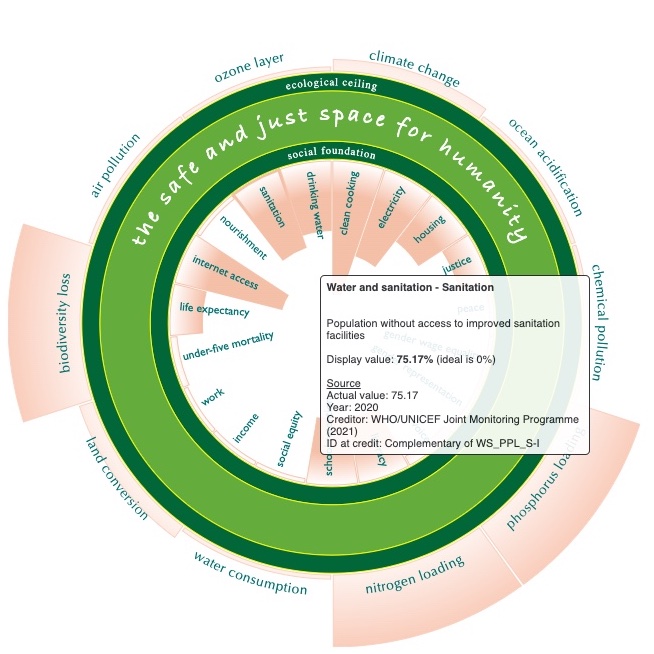 climate change
ozone layer
ocean acidification
air pollution
ecological ceiling
the safe and just space for humanity
social foundation
drinking water
clean cooking
sanitation
electricity
nourishment
housing
internet access
justice
chemical pollution
biodiversity loss
life expectancy
peace
under-five mortality
work
income
social equity
Water and sanitation - Sanitation
Population without access to improved sanitation
facilities
Display value: 75.17% (ideal is 0%)
Source
Actual value: 75.17
Year: 2020
Creditor: WHO/UNICEF Joint Monitoring Programme
(2021)
ID at credit: Complementary of WS_PPL_S-I
land conversion
phosphorus loading
water consumption
nitrogen loading